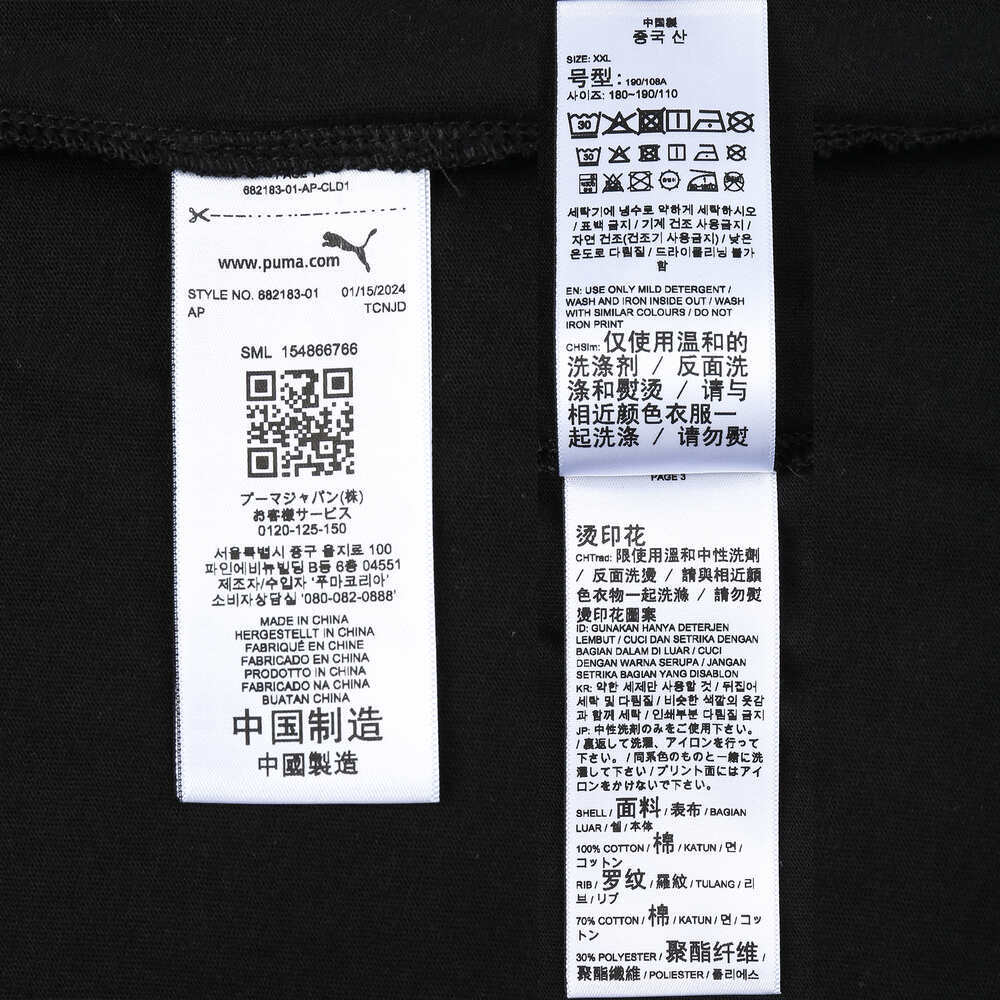 PAGE 1
682183-01-AP-CLD1
www.puma.com
STYLE NO. 682183-01 01/15/2024
AP TCNJD
SML 154866766
プーマジャパン(株)
お客様サービス
0120-125-150
서울특별시 중구 을지로 100
파인에비뉴빌딩 B동 6층 04551
제조자/수입자 '푸마코리아'
소비자상담실 '080-082-0888'
MADE IN CHINA
HERGESTELLT IN CHINA
FABRIQUÉ EN CHINE
FABRICADO EN CHINA
PRODOTTO IN CHINA
FABRICADO NA CHINA
BUATAN CHINA
中国制造
中國製造
中国製
중국 산
SIZE: XXL
号型: 190/108A
사이즈: 180~190/110
30
30
세탁기에 냉수로 약하게 세탁하시오
/ 표백 금지 / 기계 건조 사용금지 /
자연 건조(건조기 사용금지) / 낮은
온도로 다림질 / 드라이클리닝 불가
함
EN: USE ONLY MILD DETERGENT /
WASH AND IRON INSIDE OUT / WASH
WITH SIMILAR COLOURS / DO NOT
IRON PRINT
CHSim: 仅使用温和的
洗涤剂 / 反面洗
涤和熨烫 / 请与
相近颜色衣服一
起洗涤 / 请勿熨
PAGE 3
烫印花
CHTrad: 限使用溫和中性洗劑
/ 反面洗燙 / 請與相近顏
色衣物一起洗滌 / 請勿熨
燙印花圖案
ID: GUNAKAN HANYA DETERJEN
LEMBUT / CUCI DAN SETRIKA DENGAN
BAGIAN DALAM DI LUAR / CUCI
DENGAN WARNA SERUPA / JANGAN
SETRIKA BAGIAN YANG DISABLON
KR: 약한 세제만 사용할 것 / 뒤집어
세탁 및 다림질 / 비슷한 색깔의 옷감
과 함께 세탁 / 인쇄부분 다림질 금지
JP: 中性洗剤のみをご使用下さい。
/ 裏返して洗濯、アイロンを行って
下さい。/ 同系色のものと一緒に洗
濯して下さい / プリント面にはアイ
ロンをかけないで下さい。
SHELL / 面料 / 表布 / BAGIAN
LUAR / 쉘 / 本体
100% COTTON / 棉 / KATUN / 면 /
コットン
RIB / 罗纹 / 羅紋 / TULANG / 리
브 / リブ
70% COTTON / 棉 / KATUN / 면 / コッ
トン
30% POLYESTER / 聚酯纤维 /
聚酯纖維 / POLIESTER / 폴리에스